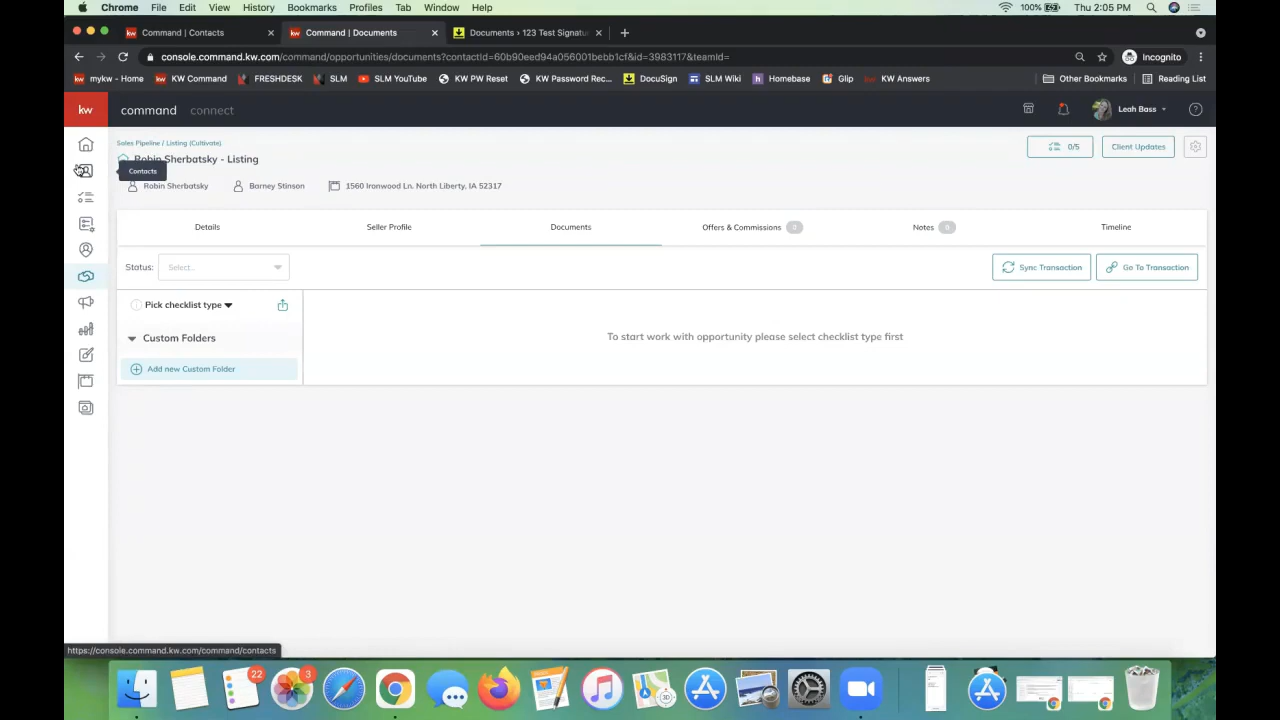 Chrome File Edit View History Bookmarks Profiles Tab Window Help 100% Thu 2:05 PM
kw Command | Contacts × kw Command | Documents × Documents › 123 Test Signatu × +
console.command.kw.com/command/opportunities/documents?contactId=60b90eed94a056001bebb1cf&id=3983117&teamId= Incognito
mykw - Home KW Command FRESHDESK SLM SLM YouTube KW PW Reset KW Password Rec... DocuSign SLM Wiki Homebase Glip KW Answers Other Bookmarks Reading List
kw command connect Leah Bass
Sales Pipeline / Listing (Cultivate)
Robin Sherbatsky - Listing 0/5 Client Updates
Contacts
Robin Sherbatsky Barney Stinson 1560 Ironwood Ln. North Liberty, IA 52317
Details Seller Profile Documents Offers & Commissions 2 Notes 0 Timeline
Status: Select.. Sync Transaction Go To Transaction
Pick checklist type
Custom Folders
To start work with opportunity please select checklist type first
Add new Custom Folder
https://console.command.kw.com/command/contacts
22 3